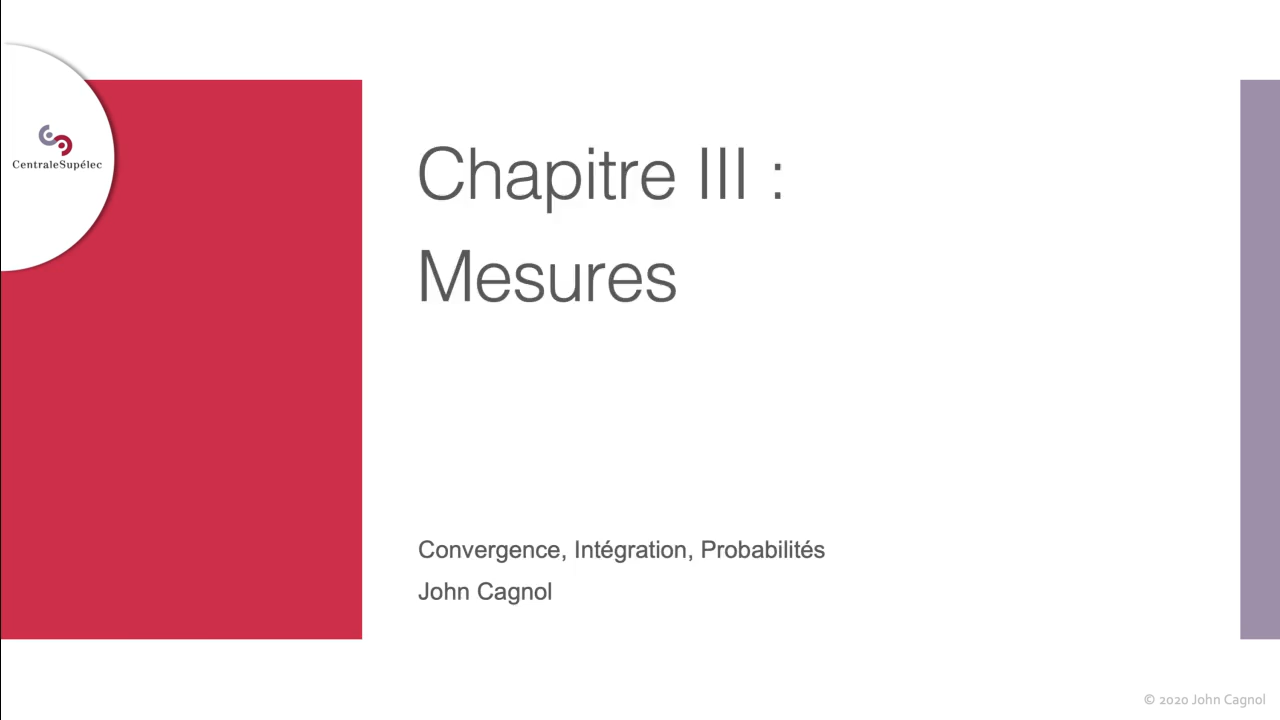 CentraleSupélec
Chapitre III :
Mesures
Convergence, Intégration, Probabilités
John Cagnol
© 2020 John Cagnol